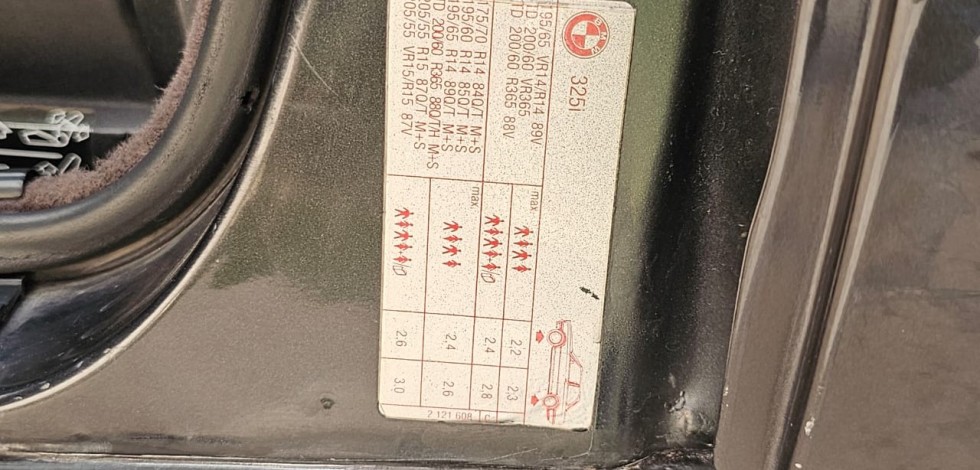 BMW
325i
195/65 VR14/R14 89V
TD 200/60 VR365
TD 200/60 R365 88V
max.
2,2 2,3
2,4 2,8
175/70 R14 84Q/T M+S
195/60 R14 85Q/T M+S
195/65 R14 89Q/T M+S
TD 200/60 R365 88Q/T/H M+S
205/55 R15 87Q/T M+S
205/55 VR15/R15 87V
max.
2,4 2,6
2,6 3,0
2 121 608 C